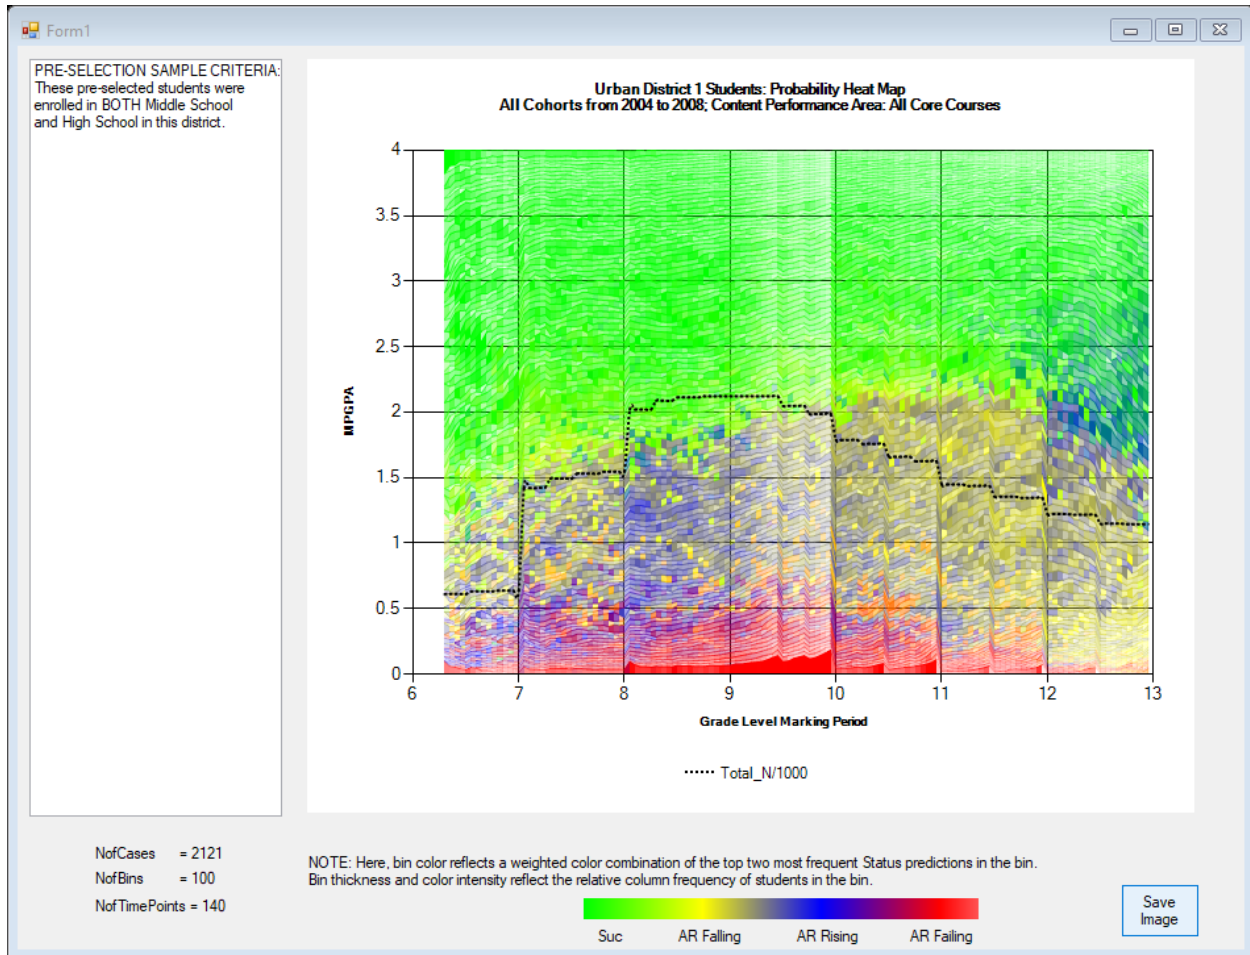 Form1
PRE-SELECTION SAMPLE CRITERIA:
These pre-selected students were
enrolled in BOTH Middle School
and High School in this district.
Urban District 1 Students: Probability Heat Map
All Cohorts from 2004 to 2008; Content Performance Area: All Core Courses
4
3.5
3
2.5
2
1.5
1
0.5
0
MPGPA
6 7 8 9 10 11 12 13
Grade Level Marking Period
Total_N/1000
NofCases = 2121
NofBins = 100
NofTimePoints = 140
NOTE: Here, bin color reflects a weighted color combination of the top two most frequent Status predictions in the bin.
Bin thickness and color intensity reflect the relative column frequency of students in the bin.
Suc AR Falling AR Rising AR Failing
Save
Image